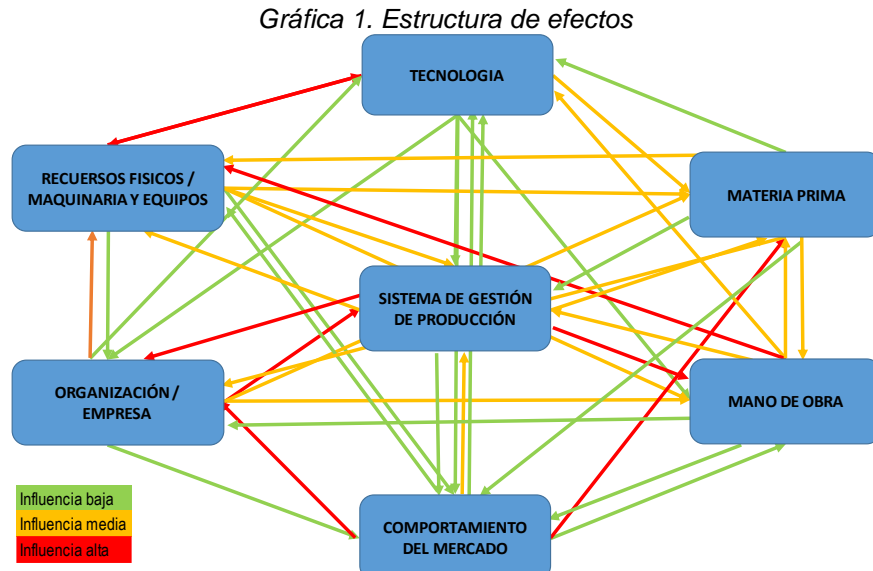 Gráfica 1. Estructura de efectos
TECNOLOGIA
RECUERSOS FISICOS /
MAQUINARIA Y EQUIPOS
MATERIA PRIMA
SISTEMA DE GESTIÓN
DE PRODUCCIÓN
ORGANIZACIÓN /
EMPRESA
MANO DE OBRA
COMPORTAMIENTO
DEL MERCADO
Influencia baja
Influencia media
Influencia alta